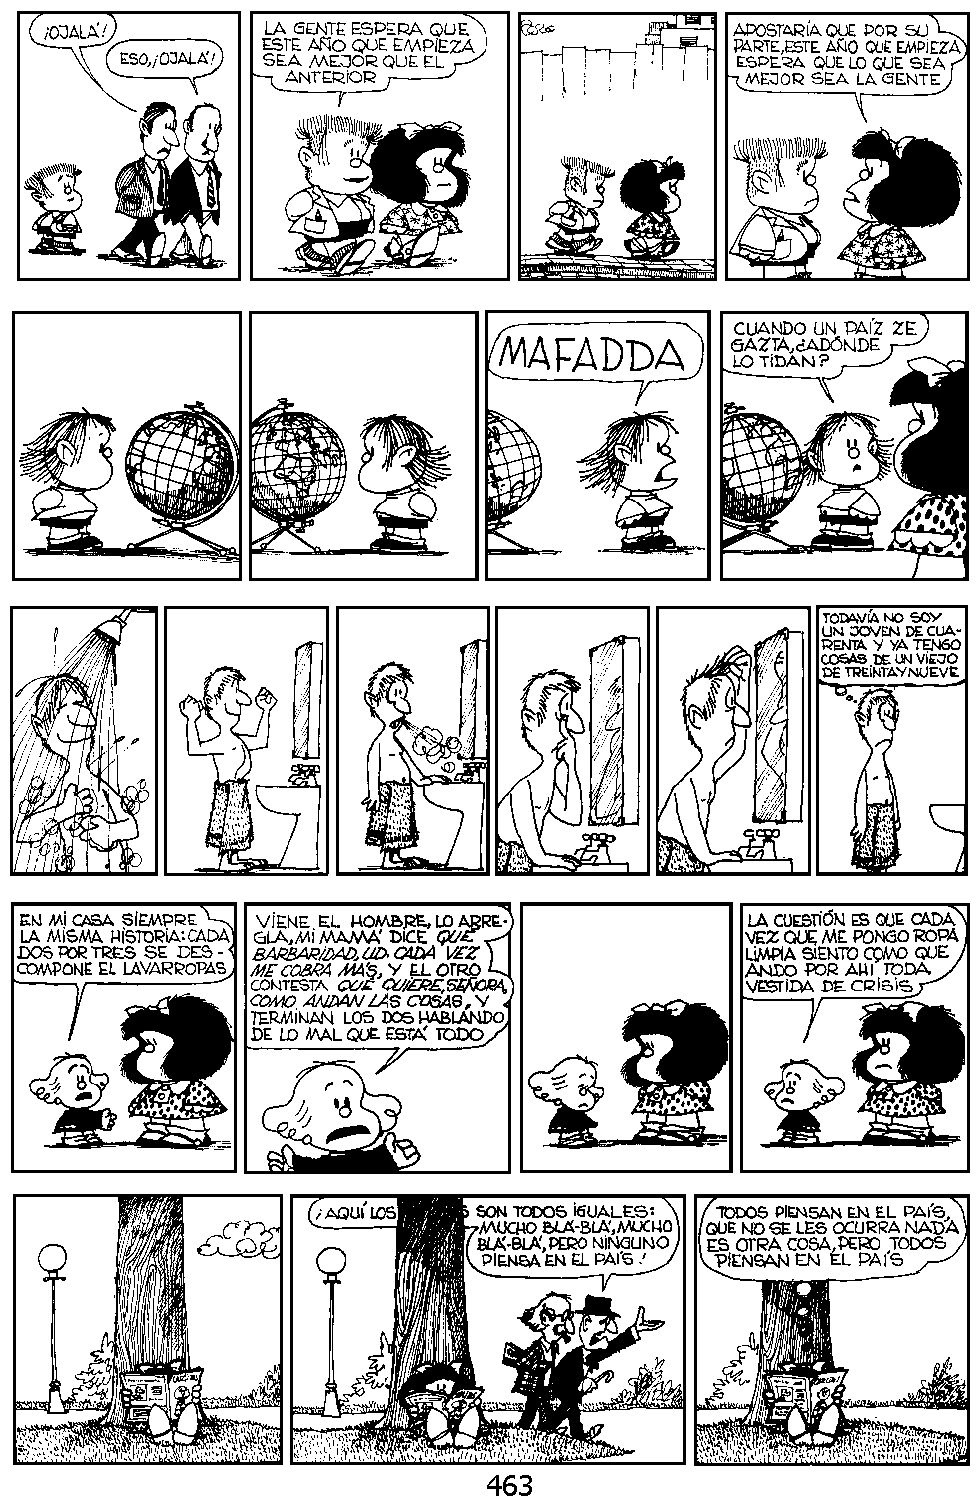 ¡OJALÁ!
ESO, ¡OJALÁ!
LA GENTE ESPERA QUE
ESTE AÑO QUE EMPIEZA
SEA MEJOR QUE EL
ANTERIOR
APOSTARÍA QUE POR SU
PARTE, ESTE AÑO QUE EMPIEZA
ESPERA QUE LO QUE SEA
MEJOR SEA LA GENTE
MAFADDA
CUANDO UN PAÍZ ZE
GAZTA, ¿ADÓNDE
LO TIDAN?
TODAVÍA NO SOY
UN JOVEN DE CUA-
RENTA Y YA TENGO
COSAS DE UN VIEJO
DE TREINTAYNUEVE
EN MI CASA SIEMPRE
LA MISMA HISTORIA: CADA
DOS POR TRES SE DES-
COMPONE EL LAVARROPAS
VIENE EL HOMBRE, LO ARRE-
GLA, MI MAMÁ DICE QUÉ
BARBARIDAD, UD. CADA VEZ
ME COBRA MÁS, Y EL OTRO
CONTESTA QUÉ QUIERE, SEÑORA,
CÓMO ANDAN LAS COSAS, Y
TERMINAN LOS DOS HABLANDO
DE LO MAL QUE ESTÁ TODO
LA CUESTIÓN ES QUE CADA
VEZ QUE ME PONGO ROPA
LIMPIA SIENTO COMO QUE
ANDO POR AHÍ TODA
VESTIDA DE CRISIS
¡AQUÍ LOS S SON TODOS IGUALES:
MUCHO BLÁ-BLÁ, MUCHO
BLÁ-BLÁ, PERO NINGUNO
PIENSA EN EL PAÍS!
TODOS PIENSAN EN EL PAÍS,
QUE NO SE LES OCURRA NADA
ES OTRA COSA, PERO TODOS
PIENSAN EN EL PAÍS
463